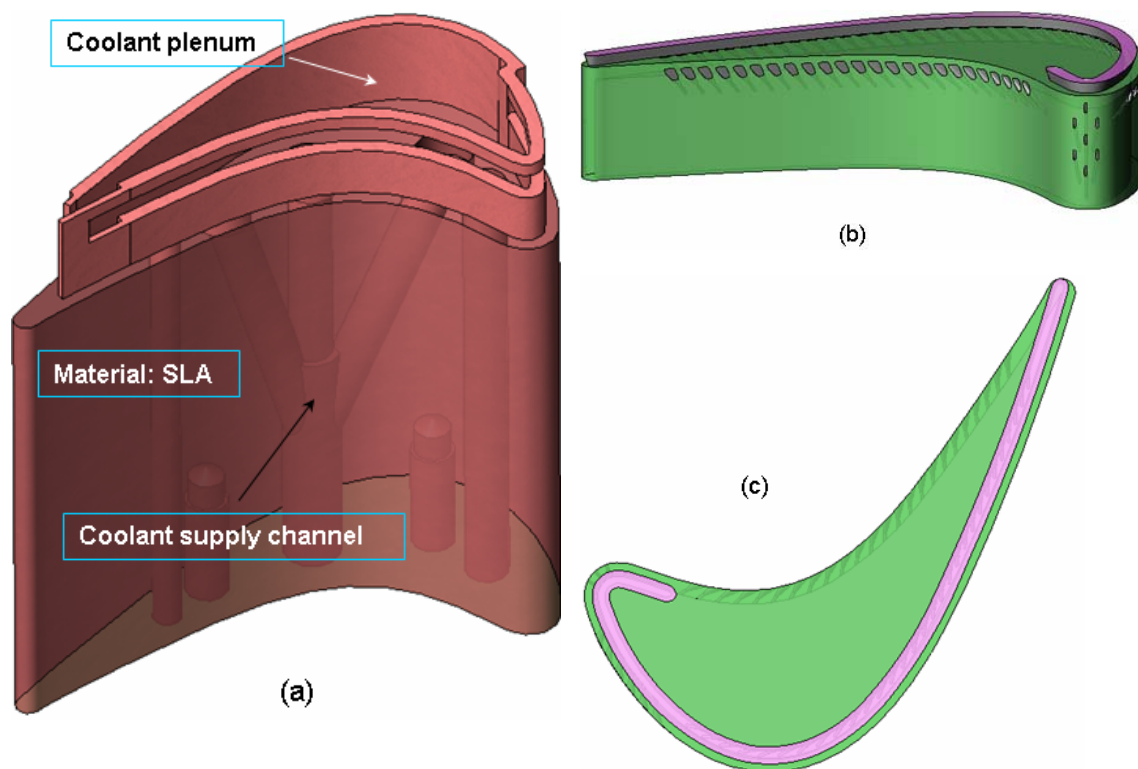 Coolant plenum
Material: SLA
Coolant supply channel
(a)
(b)
(c)